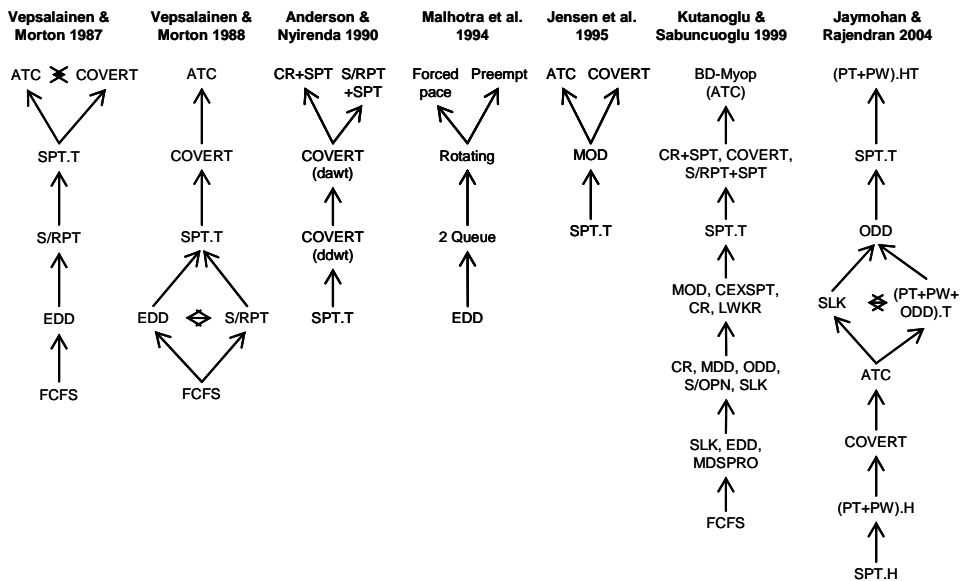 Vepsalainen &
Morton 1987
ATC
COVERT
SPT.T
S/RPT
EDD
FCFS
Vepsalainen &
Morton 1988
ATC
COVERT
SPT.T
EDD
S/RPT
FCFS
Anderson &
Nyirenda 1990
CR+SPT
S/RPT
+SPT
COVERT
(dawt)
COVERT
(ddwt)
SPT.T
Malhotra et al.
1994
Forced
pace
Preempt
Rotating
2 Queue
EDD
Jensen et al.
1995
ATC
COVERT
MOD
SPT.T
Kutanoglu &
Sabuncuoglu 1999
BD-Myop
(ATC)
CR+SPT, COVERT,
S/RPT+SPT
SPT.T
MOD, CEXSPT,
CR, LWKR
CR, MDD, ODD,
S/OPN, SLK
SLK, EDD,
MDSPRO
FCFS
Jaymohan &
Rajendran 2004
(PT+PW).HT
SPT.T
ODD
SLK
(PT+PW+
ODD).T
ATC
COVERT
(PT+PW).H
SPT.H